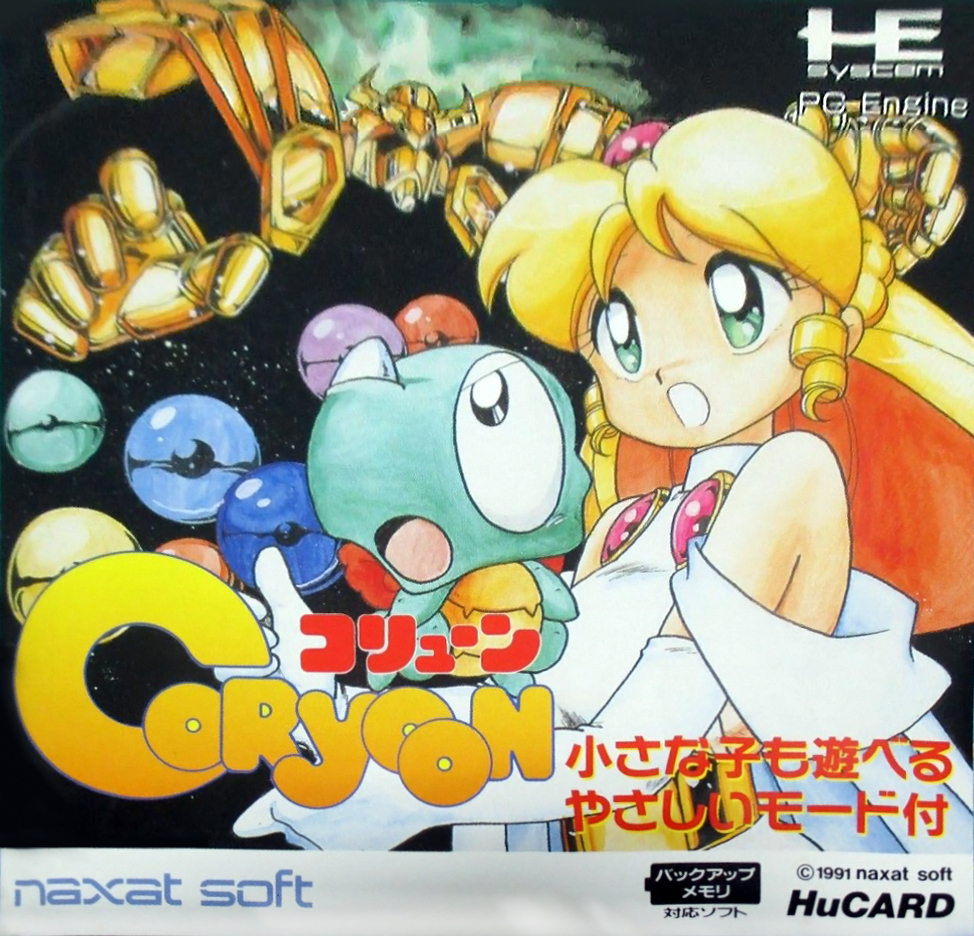 HE
system
PC Engine
コリューン
CORYOON
小さな子も遊べる
やさしいモード付
naxat soft
バックアップ
メモリ
対応ソフト
©1991 naxat soft
HuCARD